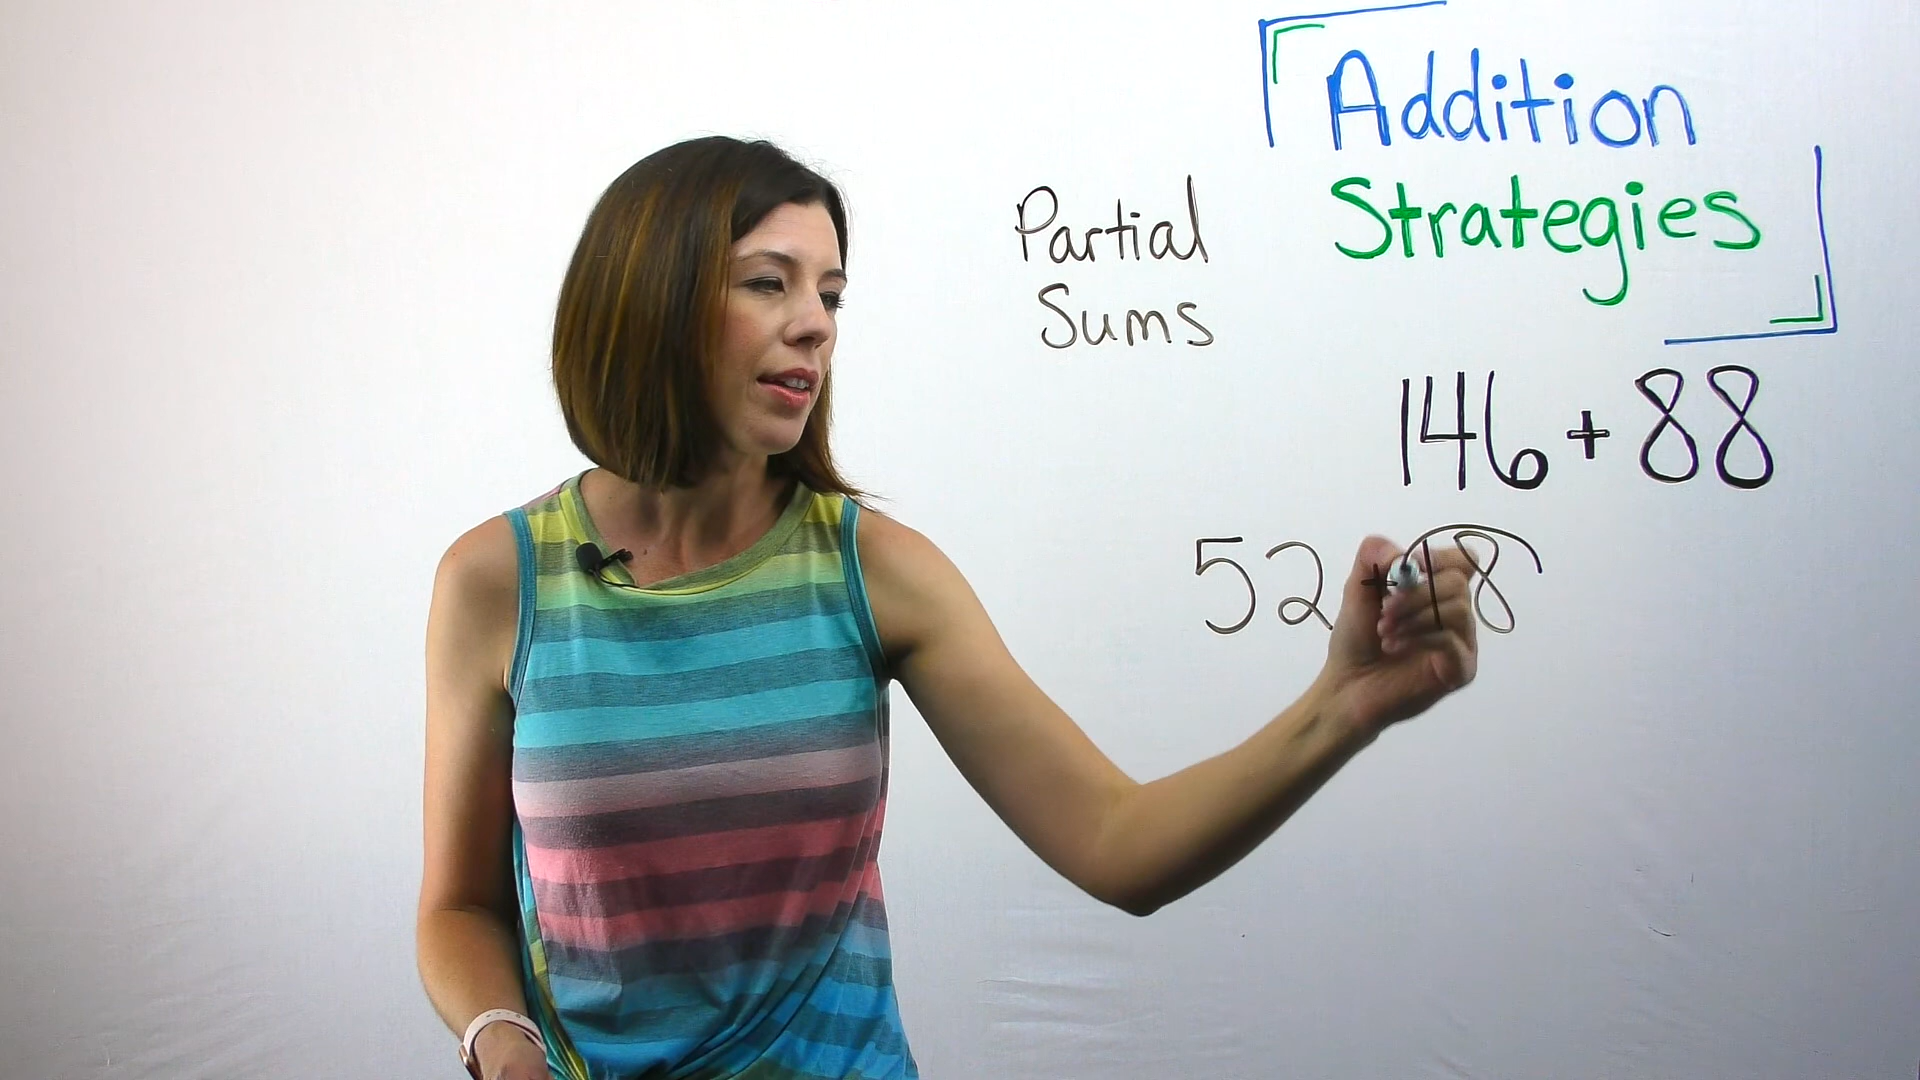 Addition
Strategies
Partial
Sums
146 + 88
52 + 18